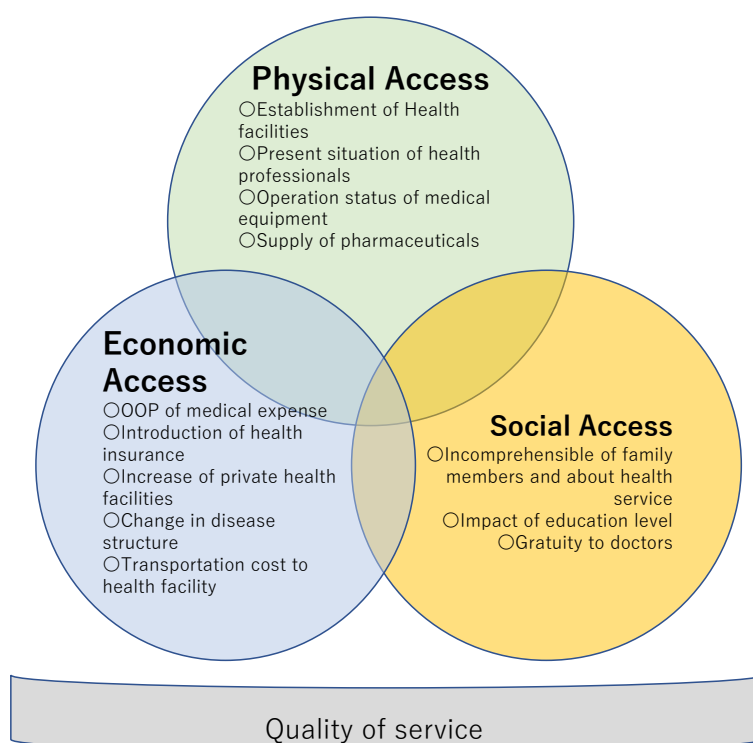 Physical Access
○Establishment of Health
facilities
○Present situation of health
professionals
○Operation status of medical
equipment
○Supply of pharmaceuticals
Economic
Access
○OOP of medical expense
○Introduction of health
insurance
○Increase of private health
facilities
○Change in disease
structure
○Transportation cost to
health facility
Social Access
○Incomprehensible of family
members and about health
service
○Impact of education level
○Gratuity to doctors
Quality of service